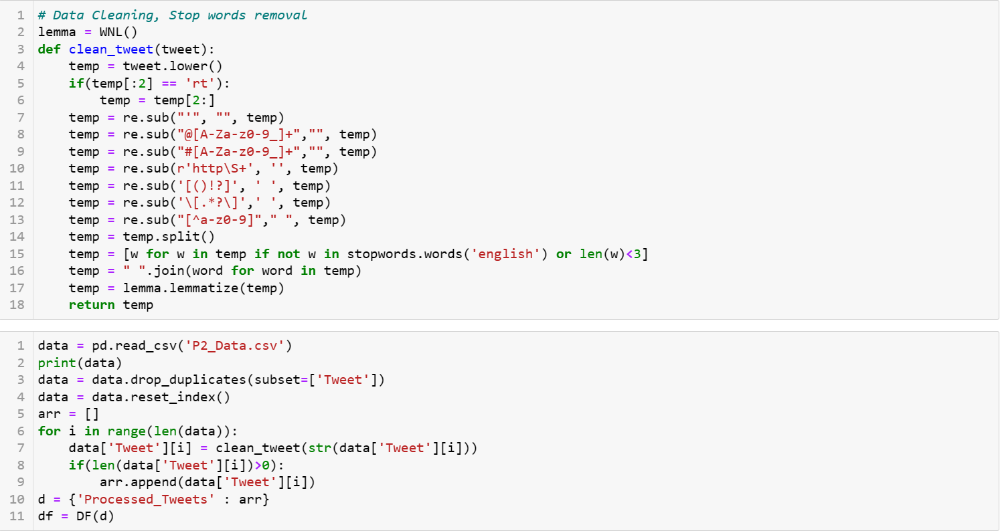 1 # Data Cleaning, Stop words removal
2 lemma = WNL()
3 def clean_tweet(tweet):
4     temp = tweet.lower()
5     if(temp[:2] == 'rt'):
6         temp = temp[2:]
7     temp = re.sub("'", "", temp)
8     temp = re.sub("@[A-Za-z0-9_]+","", temp)
9     temp = re.sub("#[A-Za-z0-9_]+","", temp)
10     temp = re.sub(r'http\S+', '', temp)
11     temp = re.sub('[()!?]', ' ', temp)
12     temp = re.sub('\[.*?\]',' ', temp)
13     temp = re.sub("[^a-z0-9]"," ", temp)
14     temp = temp.split()
15     temp = [w for w in temp if not w in stopwords.words('english') or len(w)<3]
16     temp = " ".join(word for word in temp)
17     temp = lemma.lemmatize(temp)
18     return temp
1 data = pd.read_csv('P2_Data.csv')
2 print(data)
3 data = data.drop_duplicates(subset=['Tweet'])
4 data = data.reset_index()
5 arr = []
6 for i in range(len(data)):
7     data['Tweet'][i] = clean_tweet(str(data['Tweet'][i]))
8     if(len(data['Tweet'][i])>0):
9         arr.append(data['Tweet'][i])
10 d = {'Processed_Tweets' : arr}
11 df = DF(d)